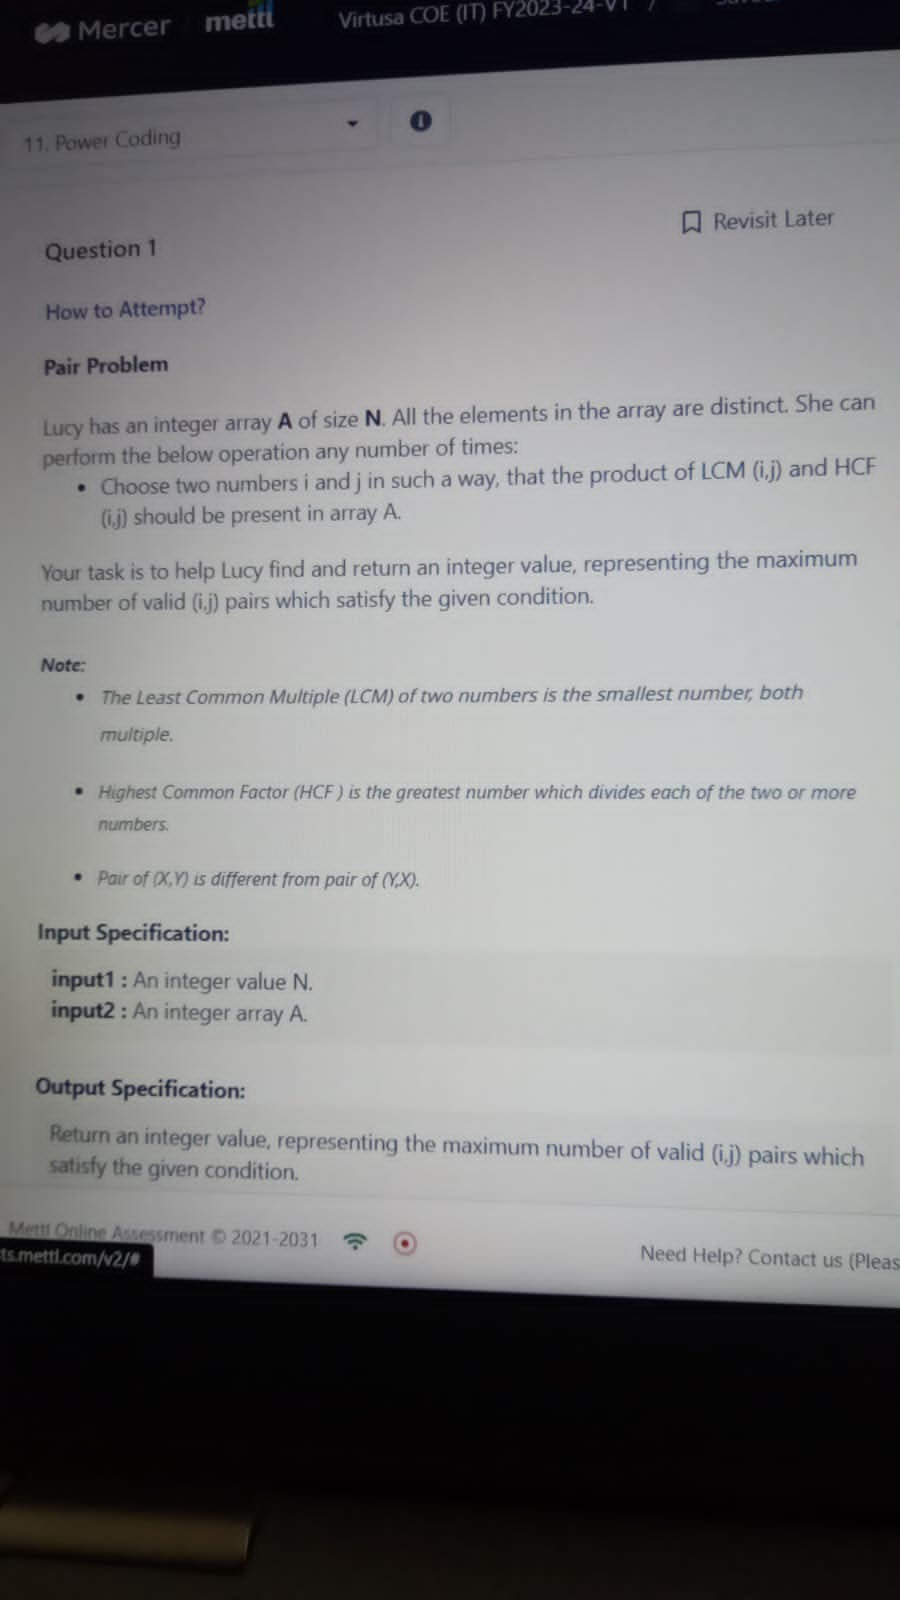 Mercer mettl Virtusa COE (IT) FY2023-24-V1 /
11. Power Coding
Revisit Later
Question 1
How to Attempt?
Pair Problem
Lucy has an integer array A of size N. All the elements in the array are distinct. She can
perform the below operation any number of times:
• Choose two numbers i and j in such a way, that the product of LCM (i,j) and HCF
(i,j) should be present in array A.
Your task is to help Lucy find and return an integer value, representing the maximum
number of valid (i,j) pairs which satisfy the given condition.
Note:
• The Least Common Multiple (LCM) of two numbers is the smallest number, both
multiple.
• Highest Common Factor (HCF ) is the greatest number which divides each of the two or more
numbers.
• Pair of (X,Y) is different from pair of (Y,X).
Input Specification:
input1 : An integer value N.
input2 : An integer array A.
Output Specification:
Return an integer value, representing the maximum number of valid (i,j) pairs which
satisfy the given condition.
Mettl Online Assessment © 2021-2031
ts.mettl.com/v2/#
Need Help? Contact us (Pleas